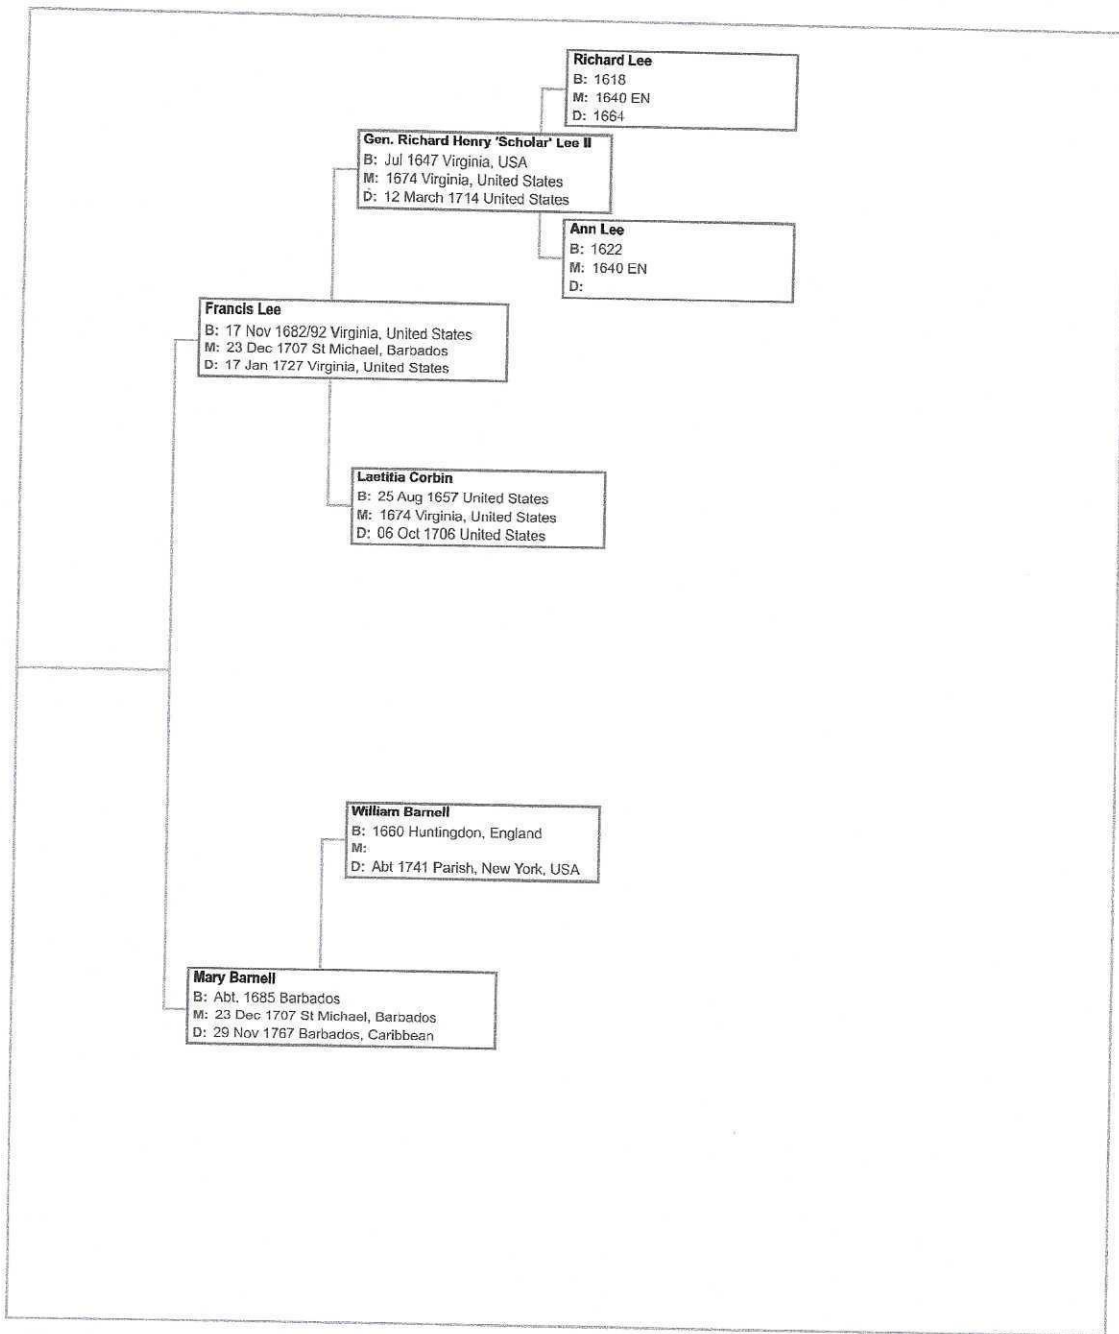 Richard Lee
B: 1618
M: 1640 EN
D: 1664
Gen. Richard Henry 'Scholar' Lee II
B: Jul 1647 Virginia, USA
M: 1674 Virginia, United States
D: 12 March 1714 United States
Ann Lee
B: 1622
M: 1640 EN
D:
Francis Lee
B: 17 Nov 1682/92 Virginia, United States
M: 23 Dec 1707 St Michael, Barbados
D: 17 Jan 1727 Virginia, United States
Laetitia Corbin
B: 25 Aug 1657 United States
M: 1674 Virginia, United States
D: 06 Oct 1706 United States
William Barnell
B: 1660 Huntingdon, England
M:
D: Abt 1741 Parish, New York, USA
Mary Barnell
B: Abt. 1685 Barbados
M: 23 Dec 1707 St Michael, Barbados
D: 29 Nov 1767 Barbados, Caribbean